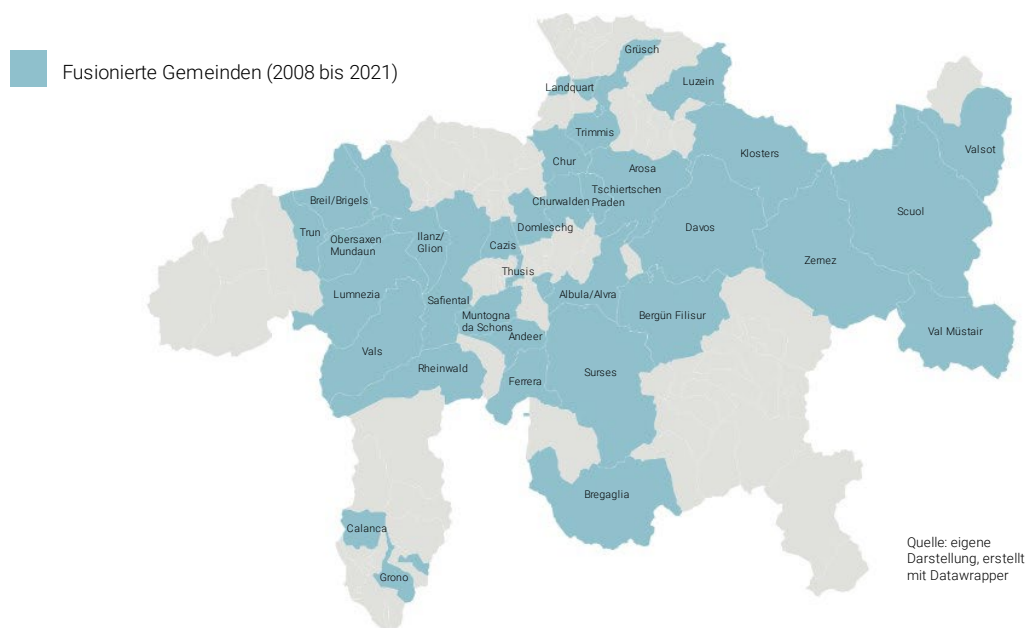 Fusionierte Gemeinden (2008 bis 2021)
Grüsch
Landquart
Luzein
Trimmis
Chur
Klosters
Valsot
Arosa
Tschiertschen
Praden
Churwalden
Breil/Brigels
Scuol
Trun
Obersaxen
Mundaun
Ilanz/
Glion
Domleschg
Davos
Cazis
Zernez
Thusis
Lumnezia
Safiental
Albula/Alvra
Muntogna
da Schons
Bergün Filisur
Andeer
Val Müstair
Vals
Rheinwald
Ferrera
Surses
Bregaglia
Calanca
Grono
Quelle: eigene
Darstellung, erstellt
mit Datawrapper